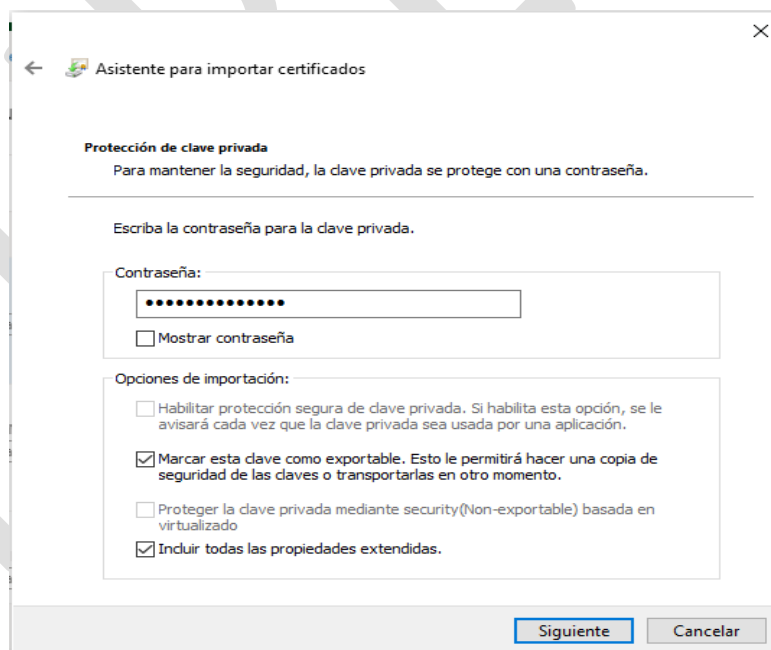 Asistente para importar certificados
Protección de clave privada
Para mantener la seguridad, la clave privada se protege con una contraseña.
Escriba la contraseña para la clave privada.
Contraseña:
••••••••••••••
Mostrar contraseña
Opciones de importación:
Habilitar protección segura de clave privada. Si habilita esta opción, se le
avisará cada vez que la clave privada sea usada por una aplicación.
Marcar esta clave como exportable. Esto le permitirá hacer una copia de
seguridad de las claves o transportarlas en otro momento.
Proteger la clave privada mediante security(Non-exportable) basada en
virtualizado
Incluir todas las propiedades extendidas.
Siguiente
Cancelar